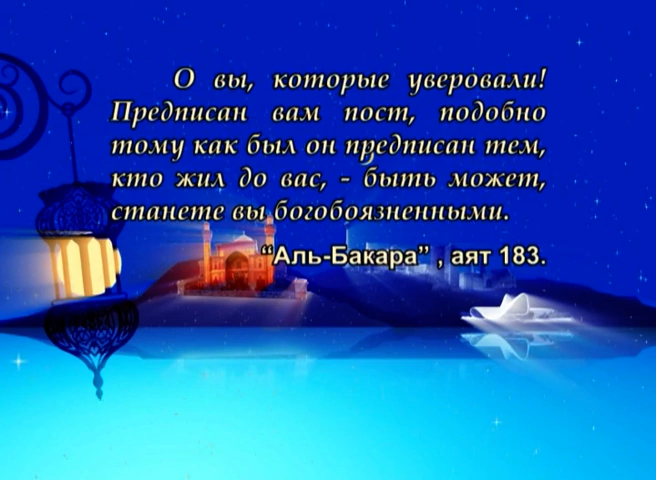 О вы, которые уверовали!
Предписан вам пост, подобно
тому как был он предписан тем,
кто жил до вас, - быть может,
станете вы богобоязненными.
“Аль-Бакара” , аят 183.